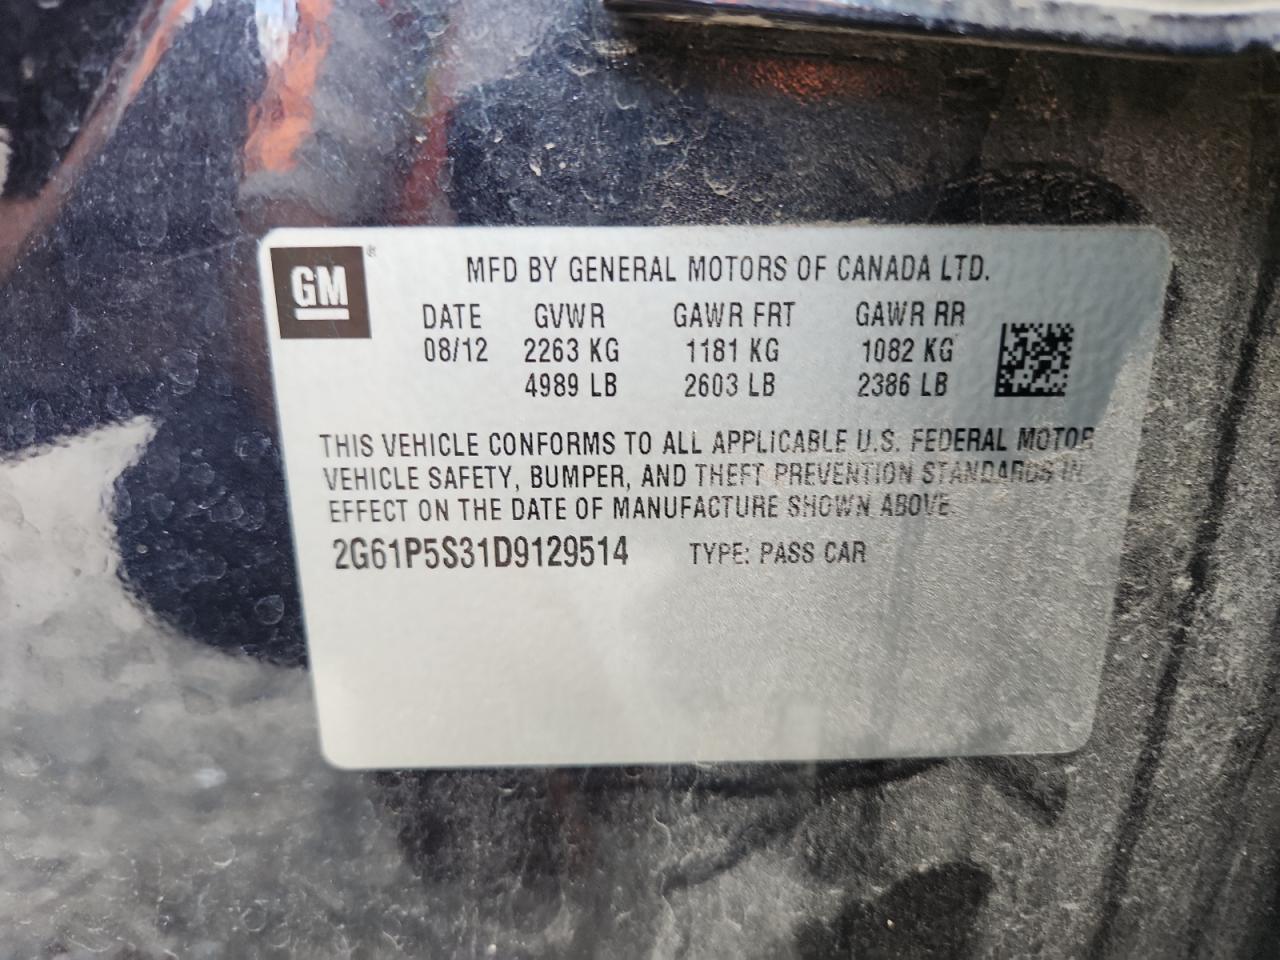 GM®
MFD BY GENERAL MOTORS OF CANADA LTD.
DATE GVWR GAWR FRT GAWR RR
08/12 2263 KG 1181 KG 1082 KG
4989 LB 2603 LB 2386 LB
THIS VEHICLE CONFORMS TO ALL APPLICABLE U.S. FEDERAL MOTOR
VEHICLE SAFETY, BUMPER, AND THEFT PREVENTION STANDARDS IN
EFFECT ON THE DATE OF MANUFACTURE SHOWN ABOVE.
2G61P5S31D9129514 TYPE: PASS CAR